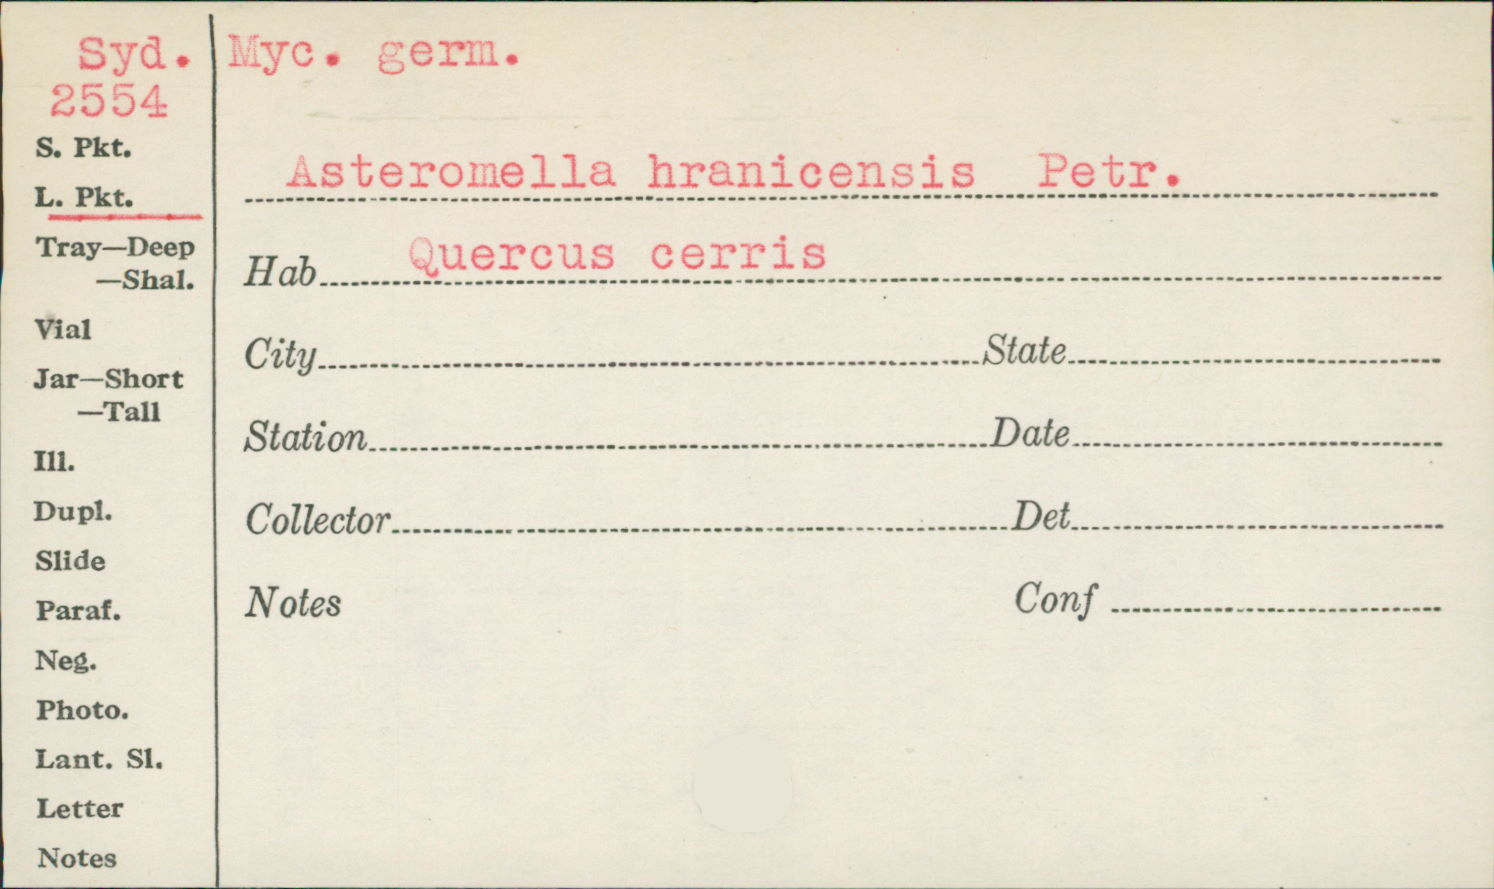 Syd. Myc. germ.
2554
S. Pkt.
L. Pkt.
Tray—Deep
—Shal.
Vial
Jar—Short
—Tall
Ill.
Dupl.
Slide
Paraf.
Neg.
Photo.
Lant. Sl.
Letter
Notes
Asteromella hranicensis Petr.
Hab Quercus cerris
City State
Station Date
Collector Det
Notes Conf